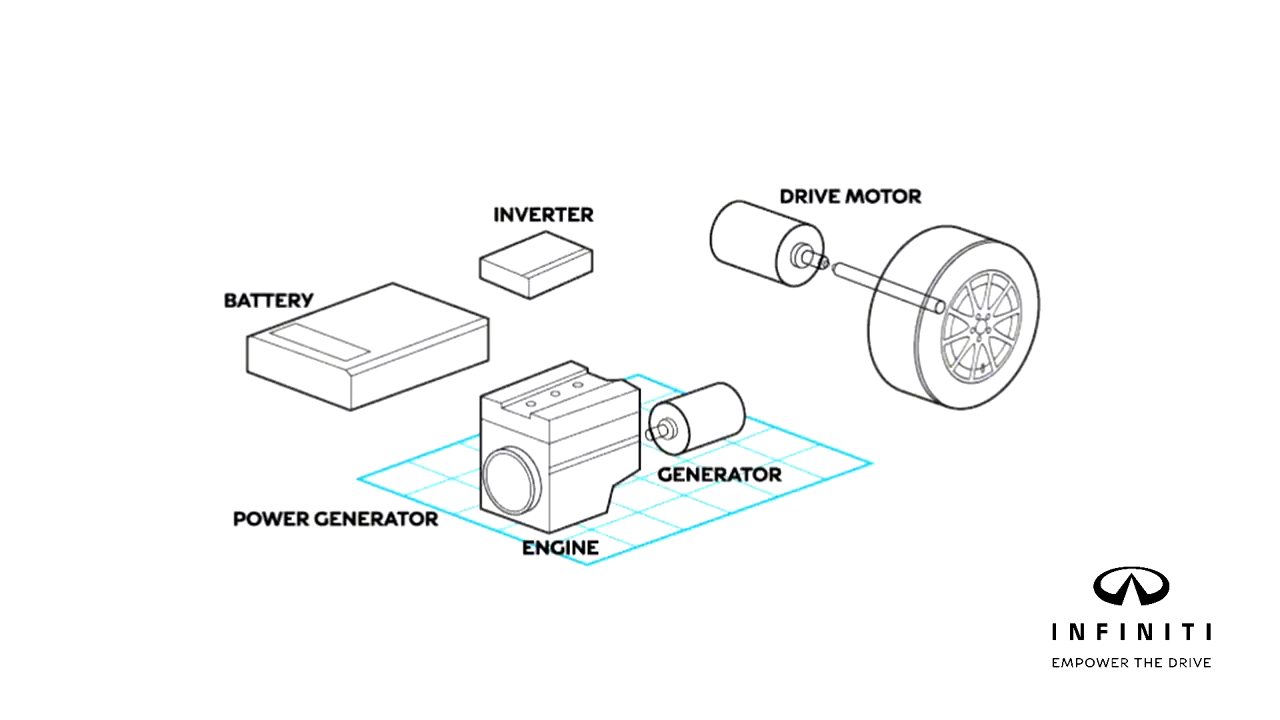 DRIVE MOTOR
INVERTER
BATTERY
GENERATOR
POWER GENERATOR
ENGINE
INFINITI
EMPOWER THE DRIVE